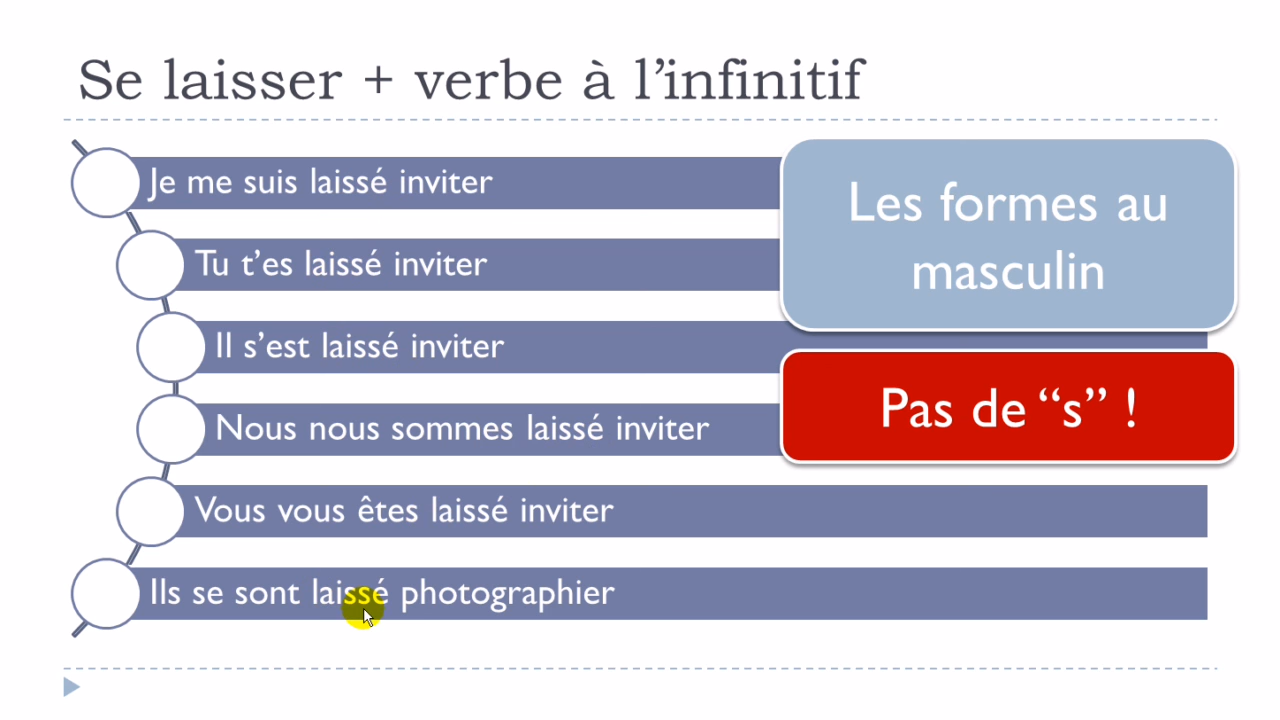 Se laisser + verbe à l’infinitif
Je me suis laissé inviter
Tu t’es laissé inviter
Il s’est laissé inviter
Nous nous sommes laissé inviter
Vous vous êtes laissé inviter
Ils se sont laissé photographier
Les formes au
masculin
Pas de “s” !